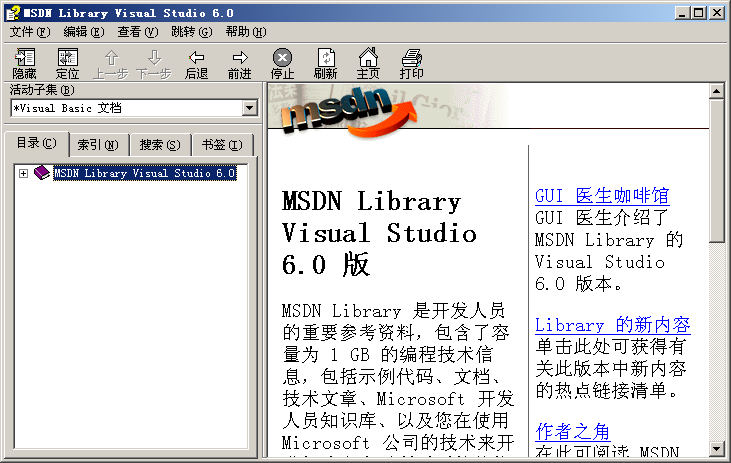 MSDN Library Visual Studio 6.0
文件(F) 编辑(E) 查看(V) 跳转(G) 帮助(H)
隐藏 定位 上一步 下一步 后退 前进 停止 刷新 主页 打印
活动子集(B)
*Visual Basic 文档
目录(C) 索引(N) 搜索(S) 书签(I)
MSDN Library Visual Studio 6.0
msdn
MSDN Library
Visual Studio
6.0 版
MSDN Library 是开发人员
的重要参考资料，包含了容
量为 1 GB 的编程技术信
息，包括示例代码、文档、
技术文章、Microsoft 开发
人员知识库、以及您在使用
Microsoft 公司的技术来开
GUI 医生咖啡馆
GUI 医生介绍了
MSDN Library 的
Visual Studio
6.0 版本。
Library 的新内容
单击此处可获得有
关此版本中新内容
的热点链接清单。
作者之角
在此可阅读 MSDN